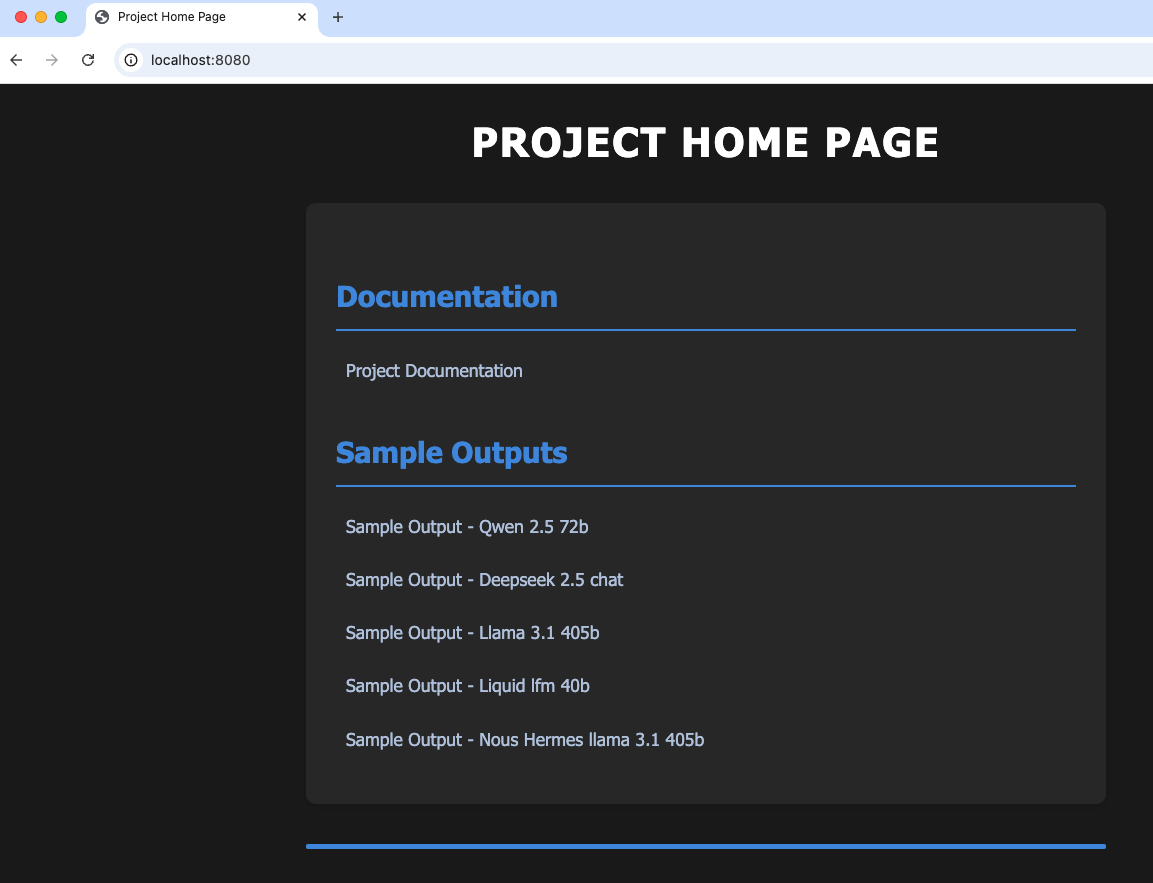 Project Home Page
localhost:8080
PROJECT HOME PAGE
Documentation
Project Documentation
Sample Outputs
Sample Output - Qwen 2.5 72b
Sample Output - Deepseek 2.5 chat
Sample Output - Llama 3.1 405b
Sample Output - Liquid lfm 40b
Sample Output - Nous Hermes llama 3.1 405b